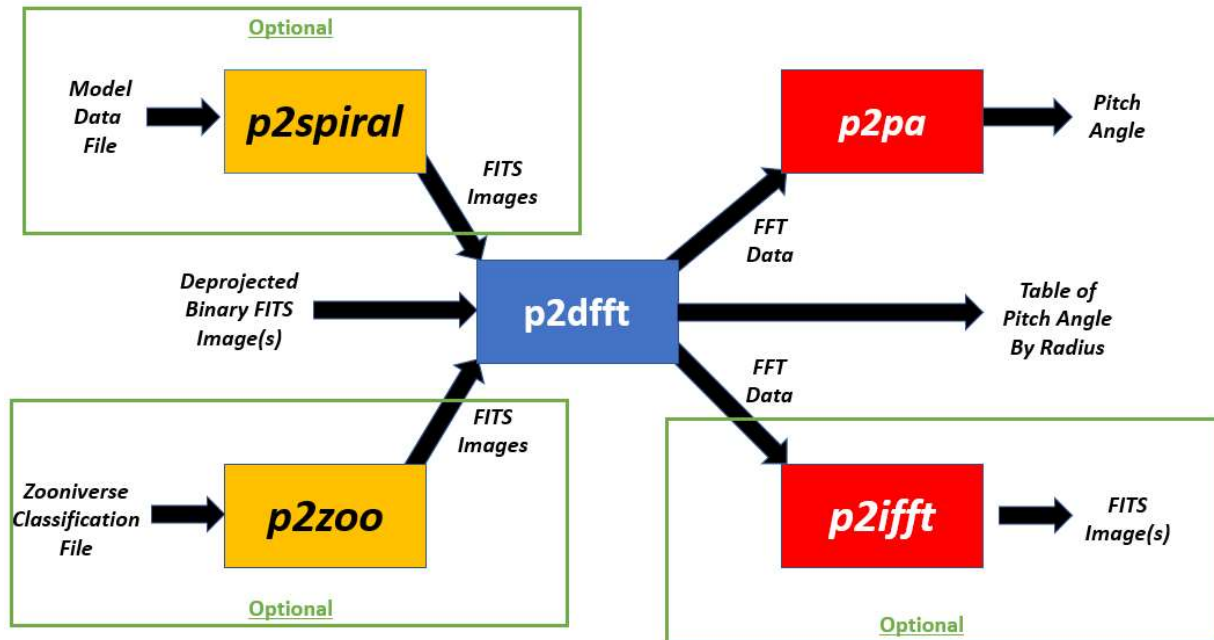 Optional
Model
Data
File
p2spiral
FITS
Images
p2pa
Pitch
Angle
FFT
Data
Deprojected
Binary FITS
Image(s)
p2dfft
Table of
Pitch Angle
By Radius
FFT
Data
FITS
Images
Zooniverse
Classification
File
p2zoo
Optional
p2ifft
FITS
Image(s)
Optional